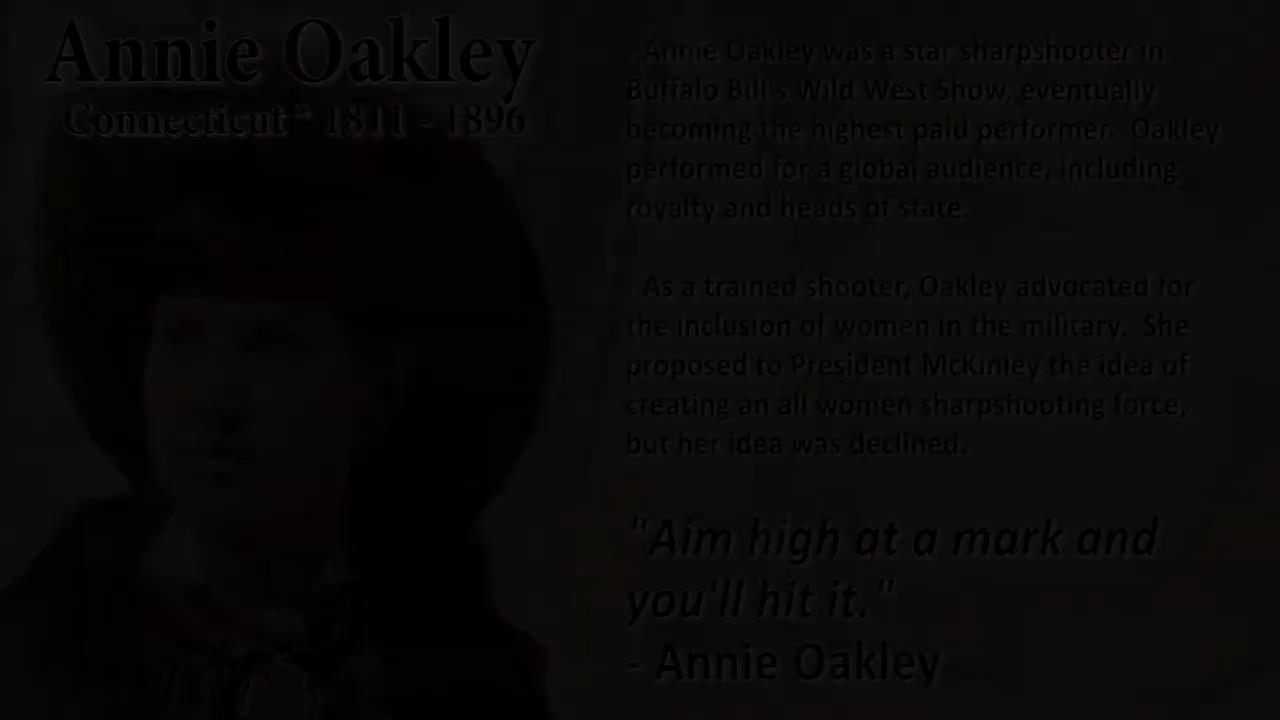 Annie Oakley
Connecticut * 1811 - 1896
Annie Oakley was a star sharpshooter in
Buffalo Bill's Wild West Show, eventually
becoming the highest paid performer. Oakley
performed for a global audience, including
royalty and heads of state.
As a trained shooter, Oakley advocated for
the inclusion of women in the military. She
proposed to President McKinley the idea of
creating an all women sharpshooting force,
but her idea was declined.
"Aim high at a mark and
you'll hit it."
- Annie Oakley